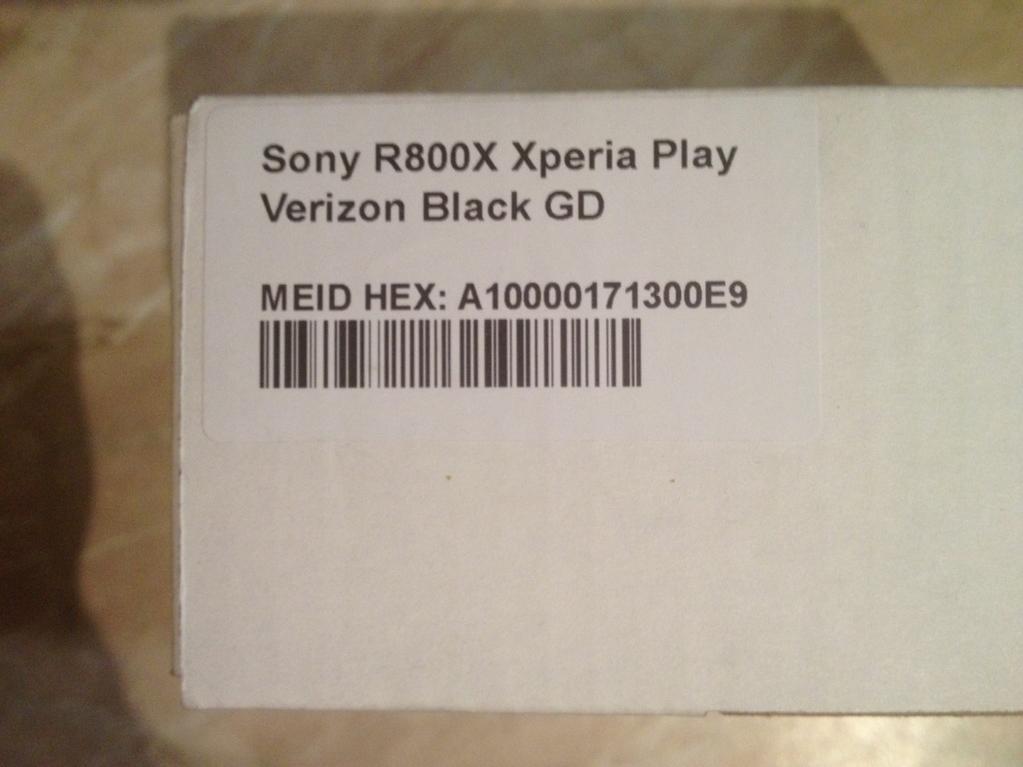 Sony R800X Xperia Play
Verizon Black GD
MEID HEX: A10000171300E9